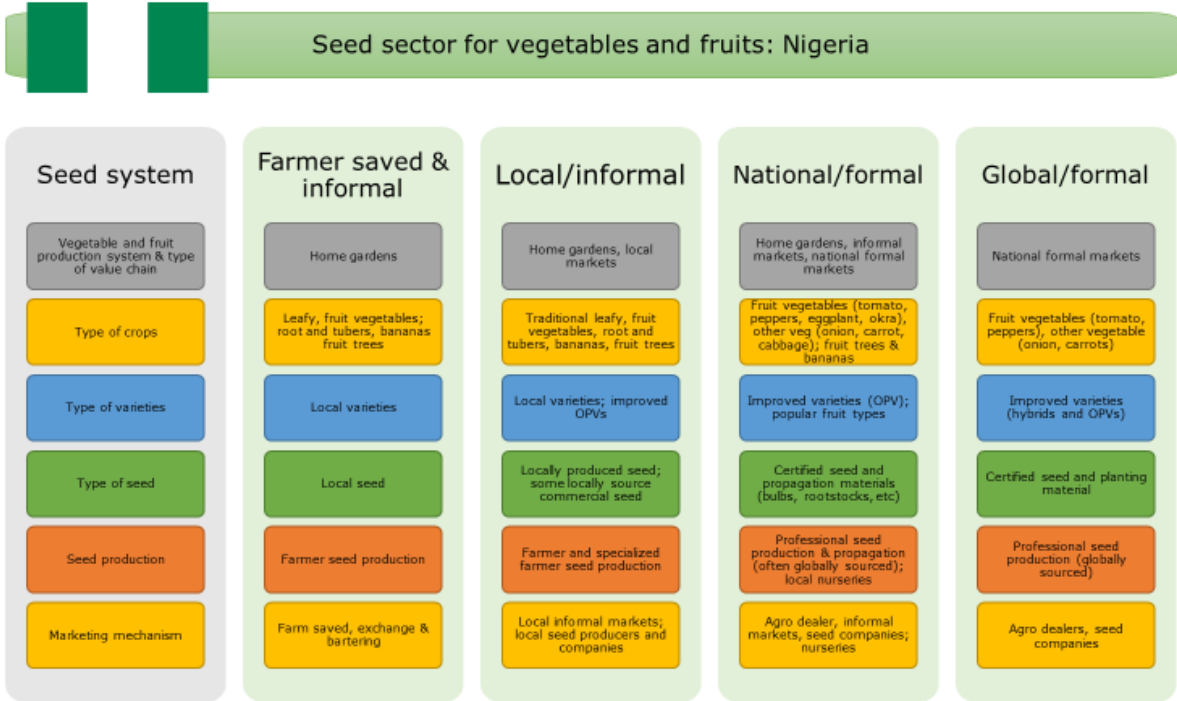 Seed sector for vegetables and fruits: Nigeria
Seed system
Vegetable and fruit
production system & type
of value chain
Type of crops
Type of varieties
Type of seed
Seed production
Marketing mechanism
Farmer saved &
informal
Home gardens
Leafy, fruit vegetables;
root and tubers, bananas
fruit trees
Local varieties
Local seed
Farmer seed production
Farm saved, exchange &
bartering
Local/informal
Home gardens, local
markets
Traditional leafy, fruit
vegetables, root and
tubers, bananas, fruit trees
Local varieties; improved
OPVs
Locally produced seed;
some locally source
commercial seed
Farmer and specialized
farmer seed production
Local informal markets;
local seed producers and
companies
National/formal
Home gardens, informal
markets, national formal
markets
Fruit vegetables (tomato,
peppers, eggplant, okra),
other veg (onion, carrot,
cabbage); fruit trees &
bananas
Improved varieties (OPV);
popular fruit types
Certified seed and
propagation materials
(bulbs, rootstocks, etc)
Professional seed
production & propagation
(often globally sourced);
local nurseries
Agro dealer, informal
markets, seed companies;
nurseries
Global/formal
National formal markets
Fruit vegetables (tomato,
peppers), other vegetable
(onion, carrots)
Improved varieties
(hybrids and OPVs)
Certified seed and planting
material
Professional seed
production (globally
sourced)
Agro dealers, seed
companies